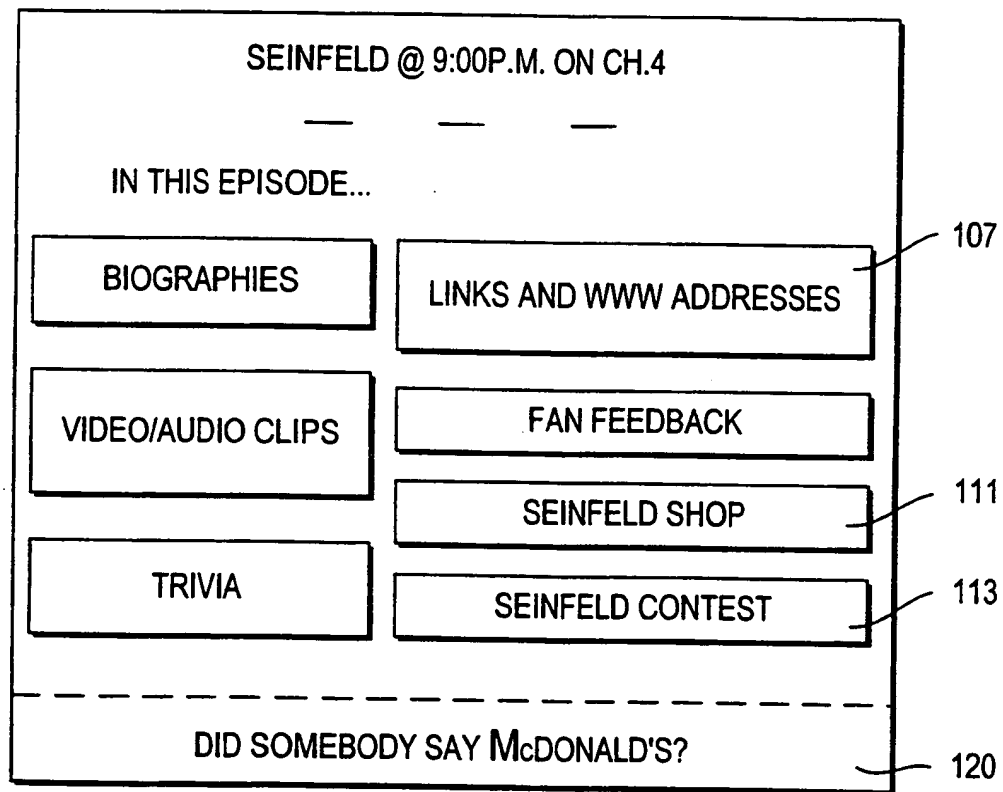 SEINFELD @ 9:00P.M. ON CH.4
IN THIS EPISODE...
BIOGRAPHIES
LINKS AND WWW ADDRESSES
107
VIDEO/AUDIO CLIPS
FAN FEEDBACK
SEINFELD SHOP
111
TRIVIA
SEINFELD CONTEST
113
DID SOMEBODY SAY McDONALD'S?
120